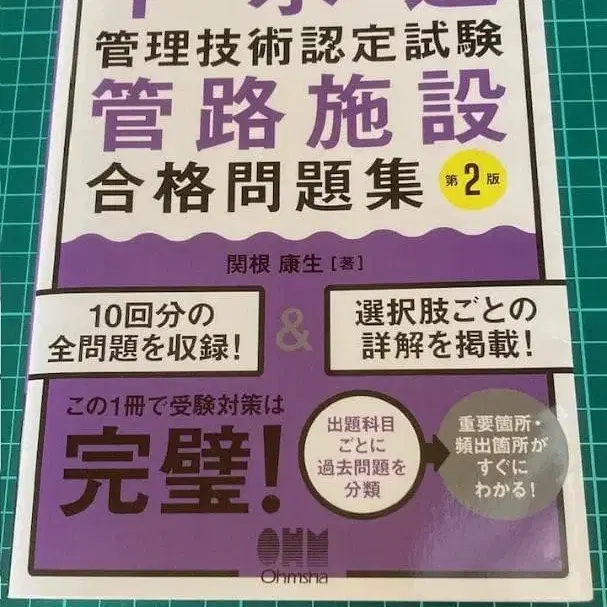 下水道
管理技術認定試験
管路施設
合格問題集
第2版
関根 康生 [著]
10回分の
全問題を収録!
&
選択肢ごとの
詳解を掲載!
この1冊で受験対策は
完璧!
出題科目
ごとに
過去問題を
分類
重要箇所・
頻出箇所が
すぐに
わかる!
OHM
Ohmsha